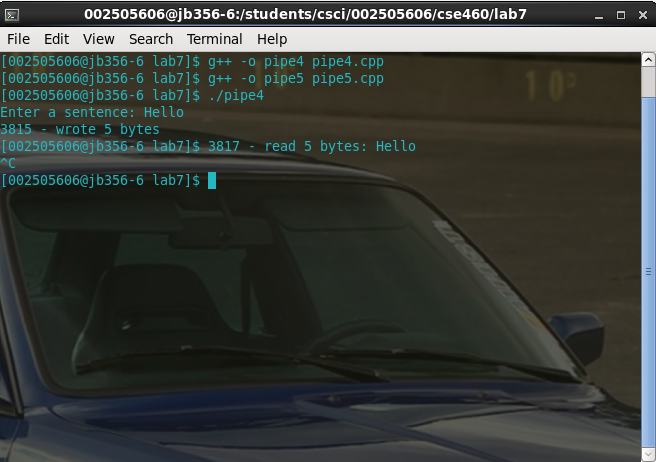 002505606@jb356-6:/students/csci/002505606/cse460/lab7
File Edit View Search Terminal Help
[002505606@jb356-6 lab7]$ g++ -o pipe4 pipe4.cpp
[002505606@jb356-6 lab7]$ g++ -o pipe5 pipe5.cpp
[002505606@jb356-6 lab7]$ ./pipe4
Enter a sentence: Hello
3815 - wrote 5 bytes
[002505606@jb356-6 lab7]$ 3817 - read 5 bytes: Hello
^C
[002505606@jb356-6 lab7]$